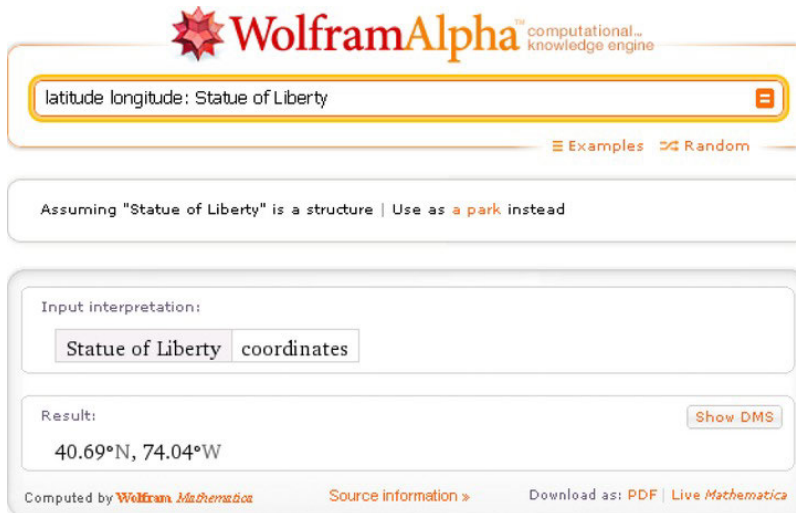 WolframAlpha™ computational... knowledge engine
latitude longitude: Statue of Liberty
Examples Random
Assuming "Statue of Liberty" is a structure | Use as a park instead
Input interpretation:
Statue of Liberty coordinates
Result: Show DMS
40.69°N, 74.04°W
Computed by Wolfram Mathematica Source information » Download as: PDF | Live Mathematica